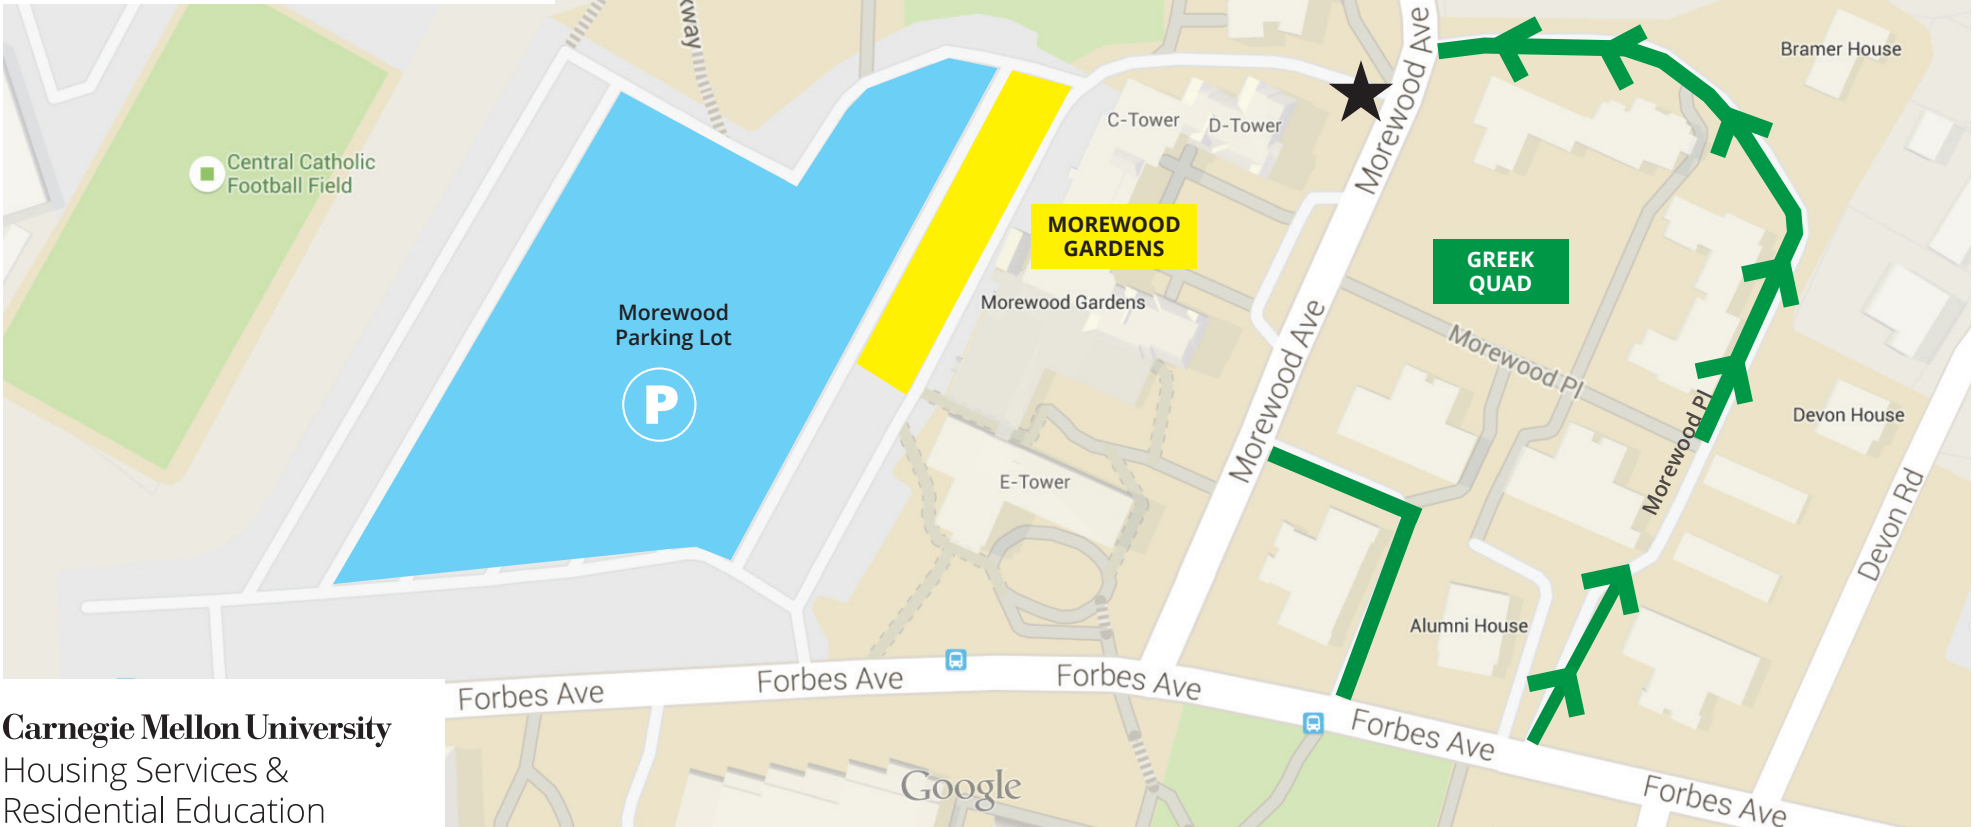 kway
Morewood Ave
Bramer House
C-Tower
D-Tower
Central Catholic
Football Field
MOREWOOD
GARDENS
GREEK
QUAD
Morewood Gardens
Morewood
Parking Lot
P
Morewood Ave
Morewood Pl
Morewood Pl
Devon House
E-Tower
Devon Rd
Alumni House
Forbes Ave
Forbes Ave
Forbes Ave
Forbes Ave
Forbes Ave
Google
Carnegie Mellon University
Housing Services &
Residential Education